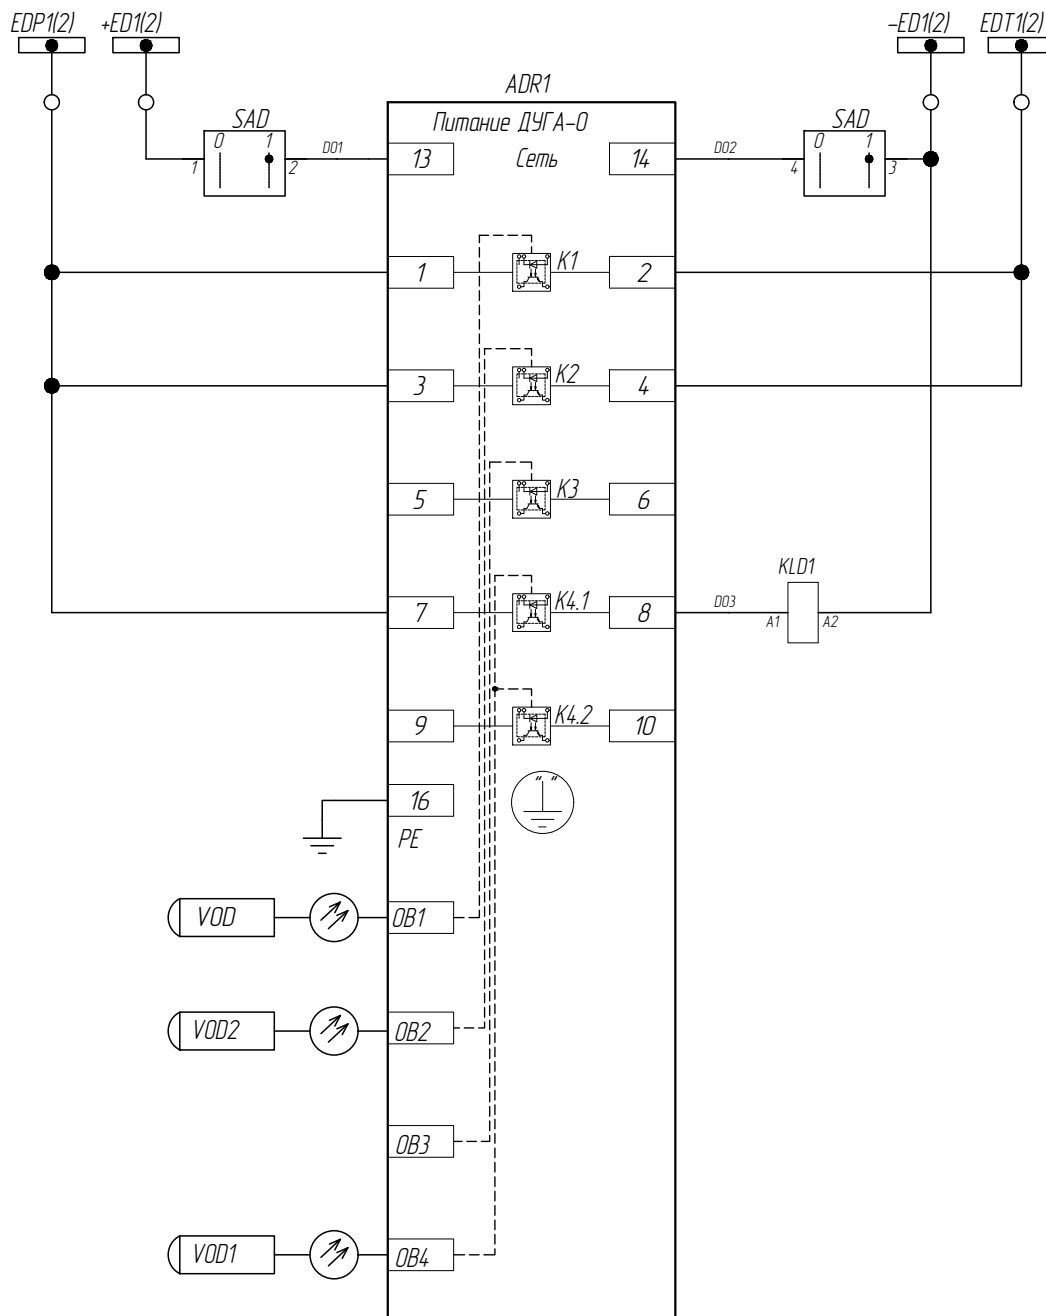 EDP1(2) +ED1(2) -ED1(2) EDT1(2)
ADR1
SAD Питание ДУГА-О SAD
0 1 0 1
1 2 D01 13 Сеть 14 D02 4 3
1 K1 2
3 K2 4
5 K3 6
KLD1
7 K4.1 8 D03 A1 A2
9 K4.2 10
16 " "
PE
VOD OB1
VOD2 OB2
OB3
VOD1 OB4